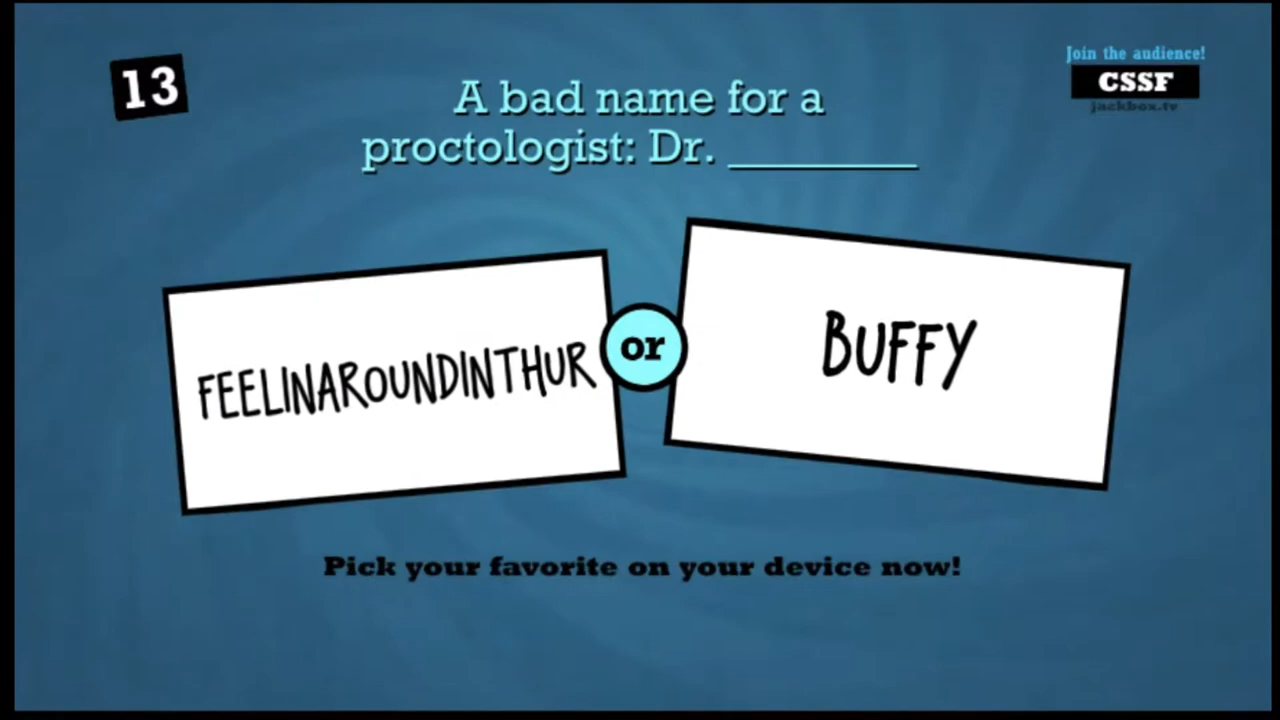 13
Join the audience!
CSSF
jackbox.tv
A bad name for a
proctologist: Dr. ________
FEELINAROUNDINTHUR
or
BUFFY
Pick your favorite on your device now!